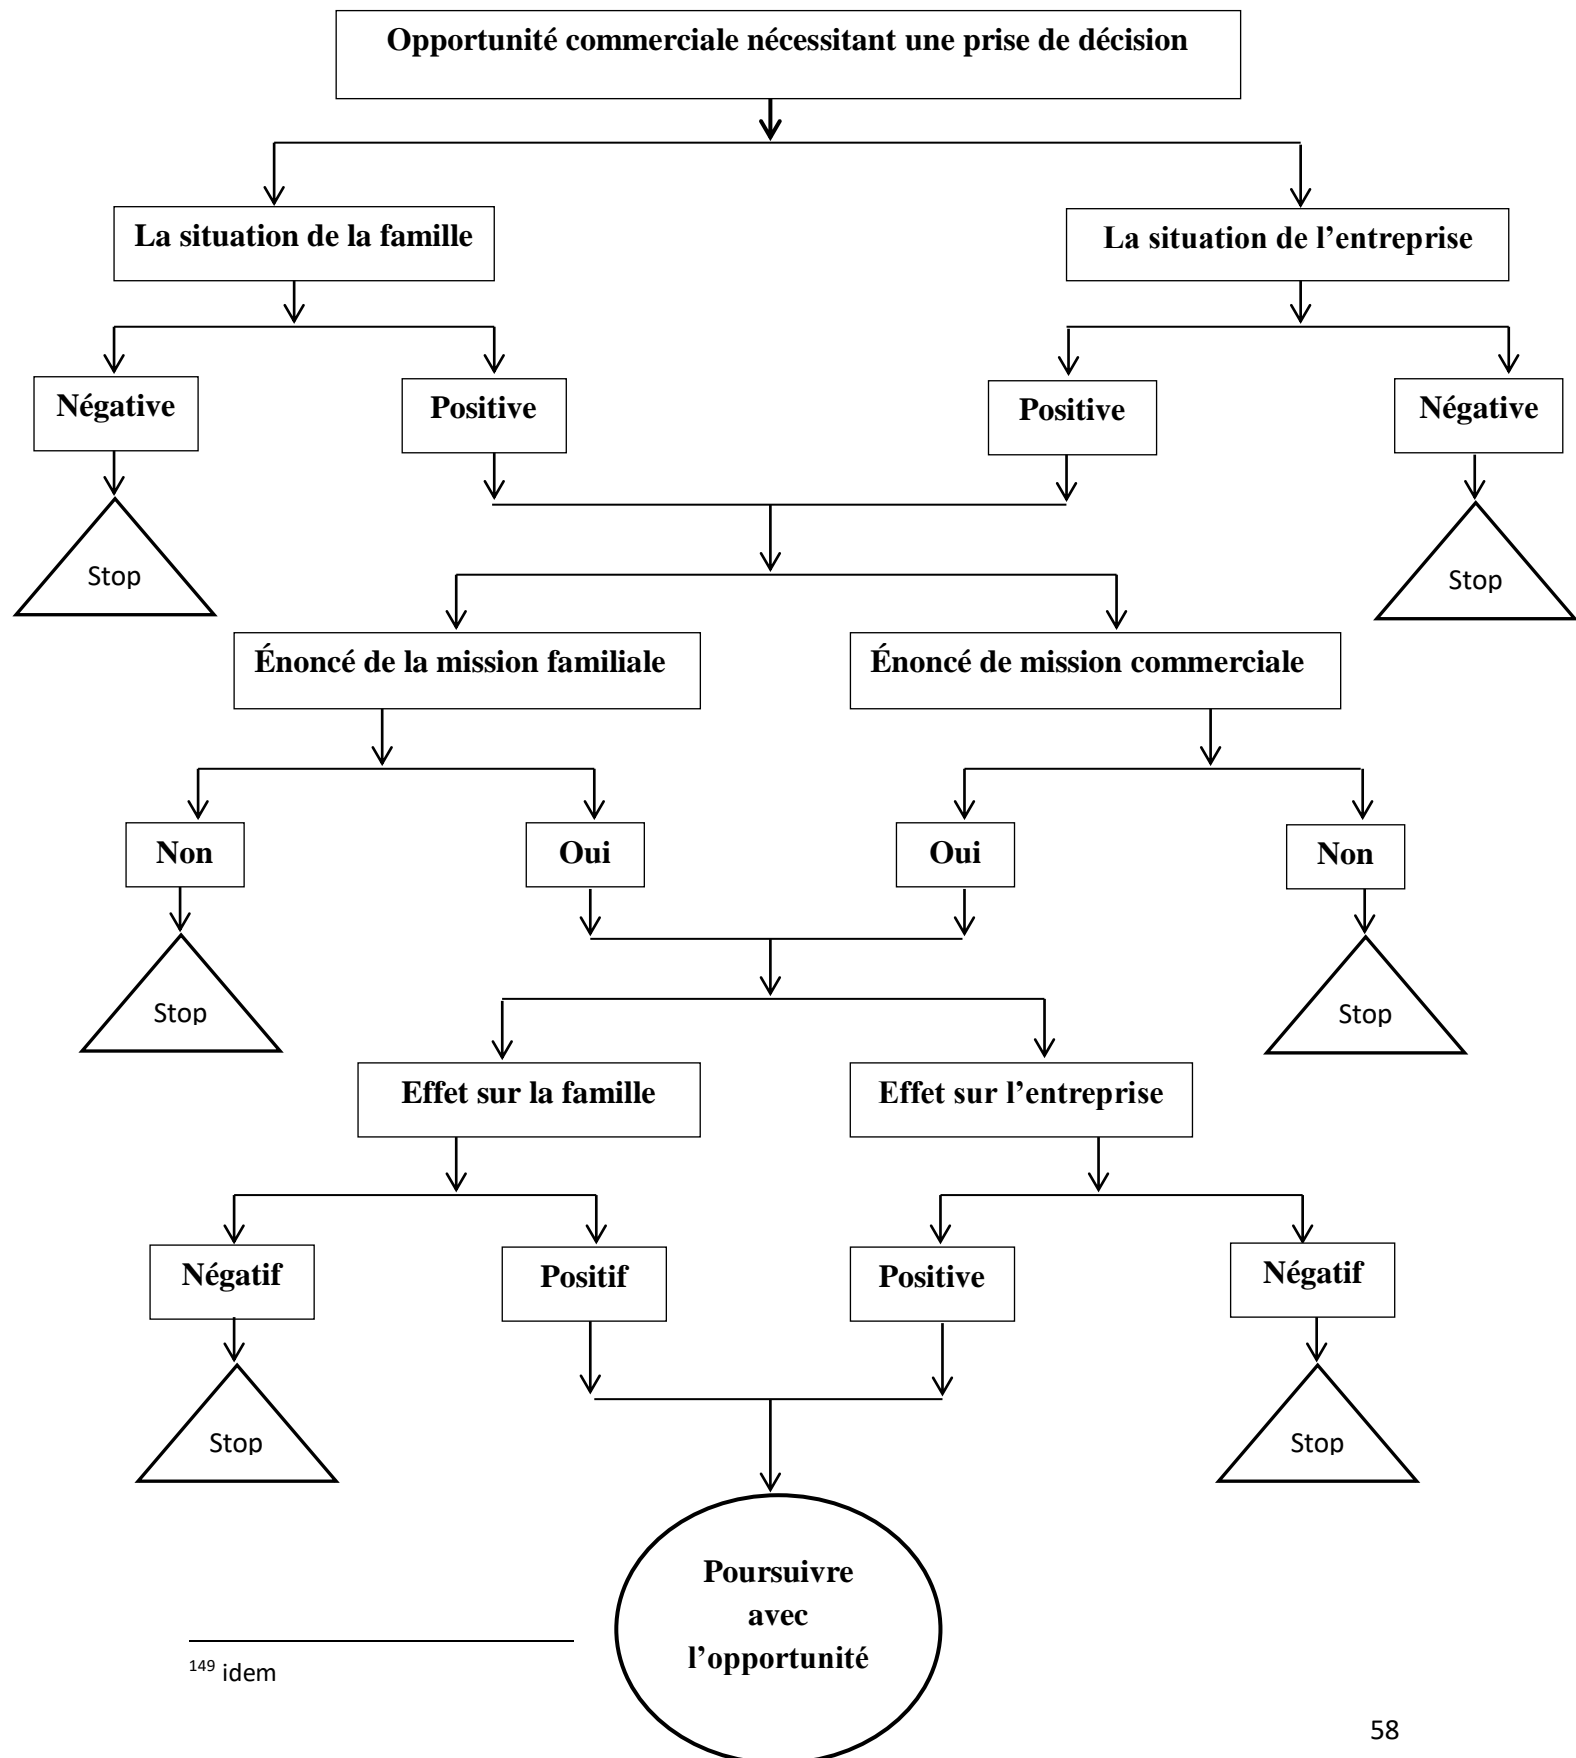 Opportunité commerciale nécessitant une prise de décision
La situation de la famille
La situation de l’entreprise
Négative
Positive
Positive
Négative
Stop
Stop
Énoncé de la mission familiale
Énoncé de mission commerciale
Non
Oui
Oui
Non
Stop
Stop
Effet sur la famille
Effet sur l’entreprise
Négatif
Positif
Positive
Négatif
Stop
Stop
Poursuivre
avec
l’opportunité
149 idem
58